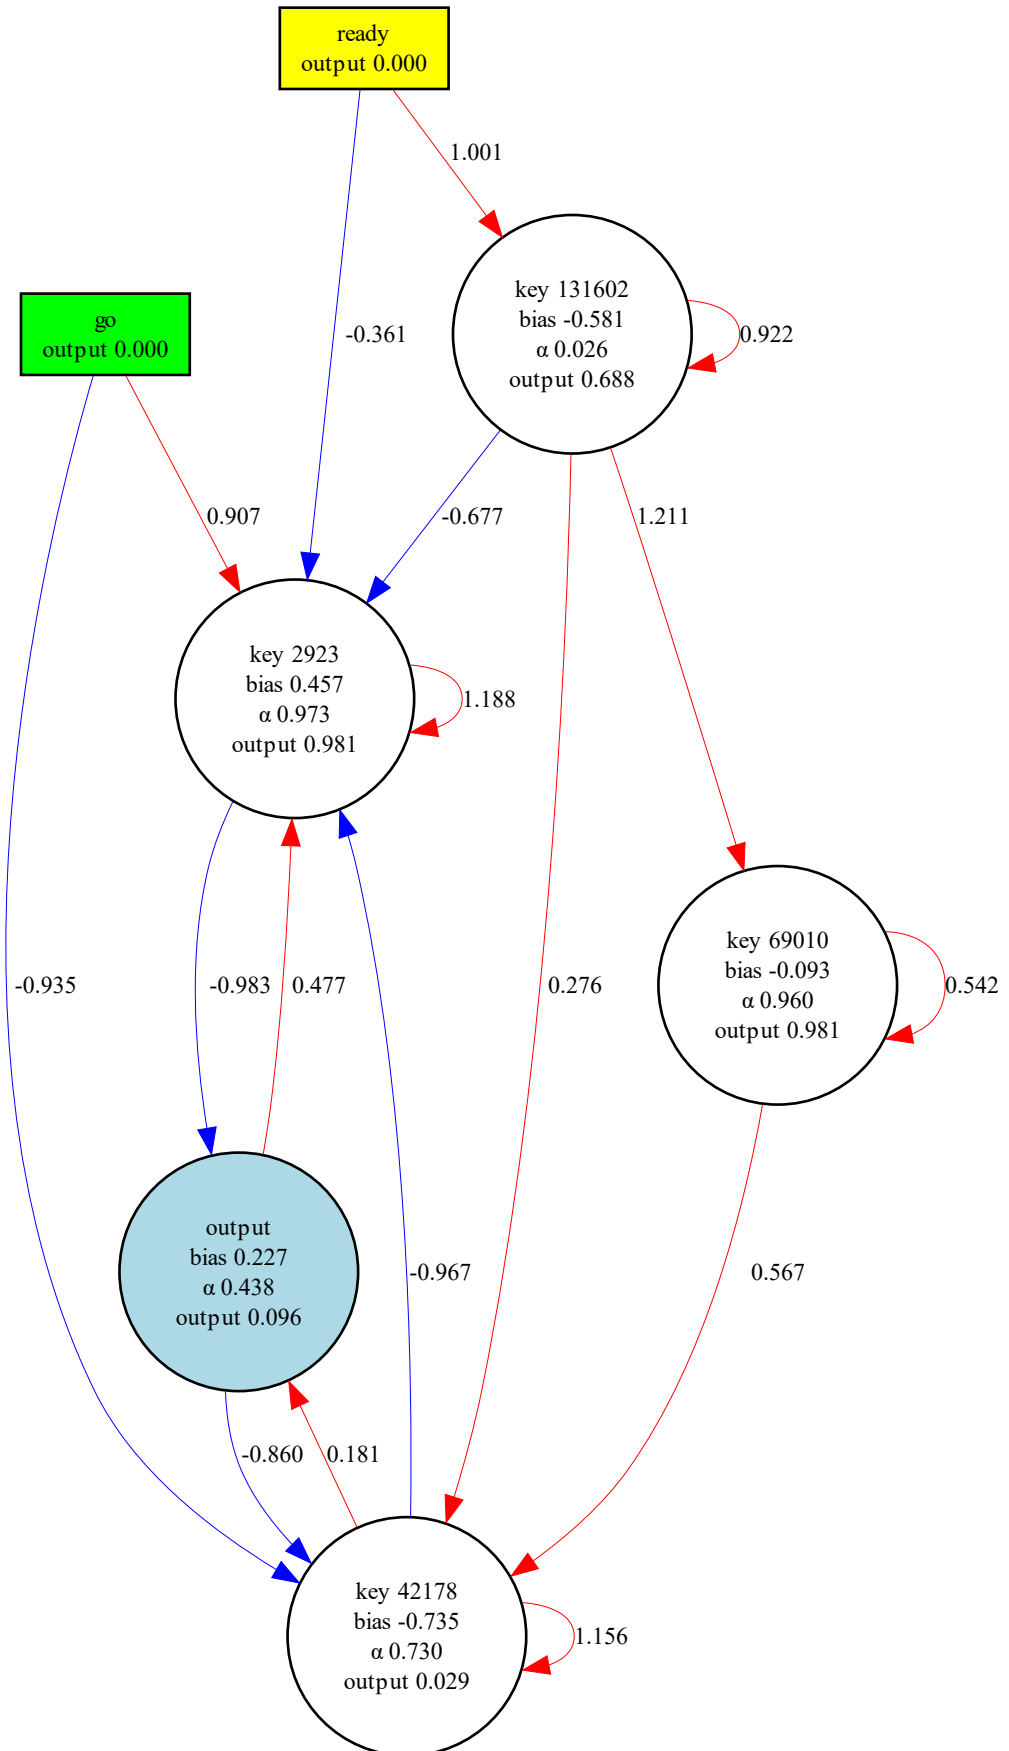 ready
output 0.000
1.001
key 131602
bias -0.581
α 0.026
output 0.688
0.922
go
output 0.000
-0.361
0.907
-0.677
1.211
key 2923
bias 0.457
α 0.973
output 0.981
1.188
key 69010
bias -0.093
α 0.960
output 0.981
0.542
-0.935
-0.983
0.477
0.276
output
bias 0.227
α 0.438
output 0.096
-0.967
0.567
-0.860
0.181
key 42178
bias -0.735
α 0.730
output 0.029
1.156